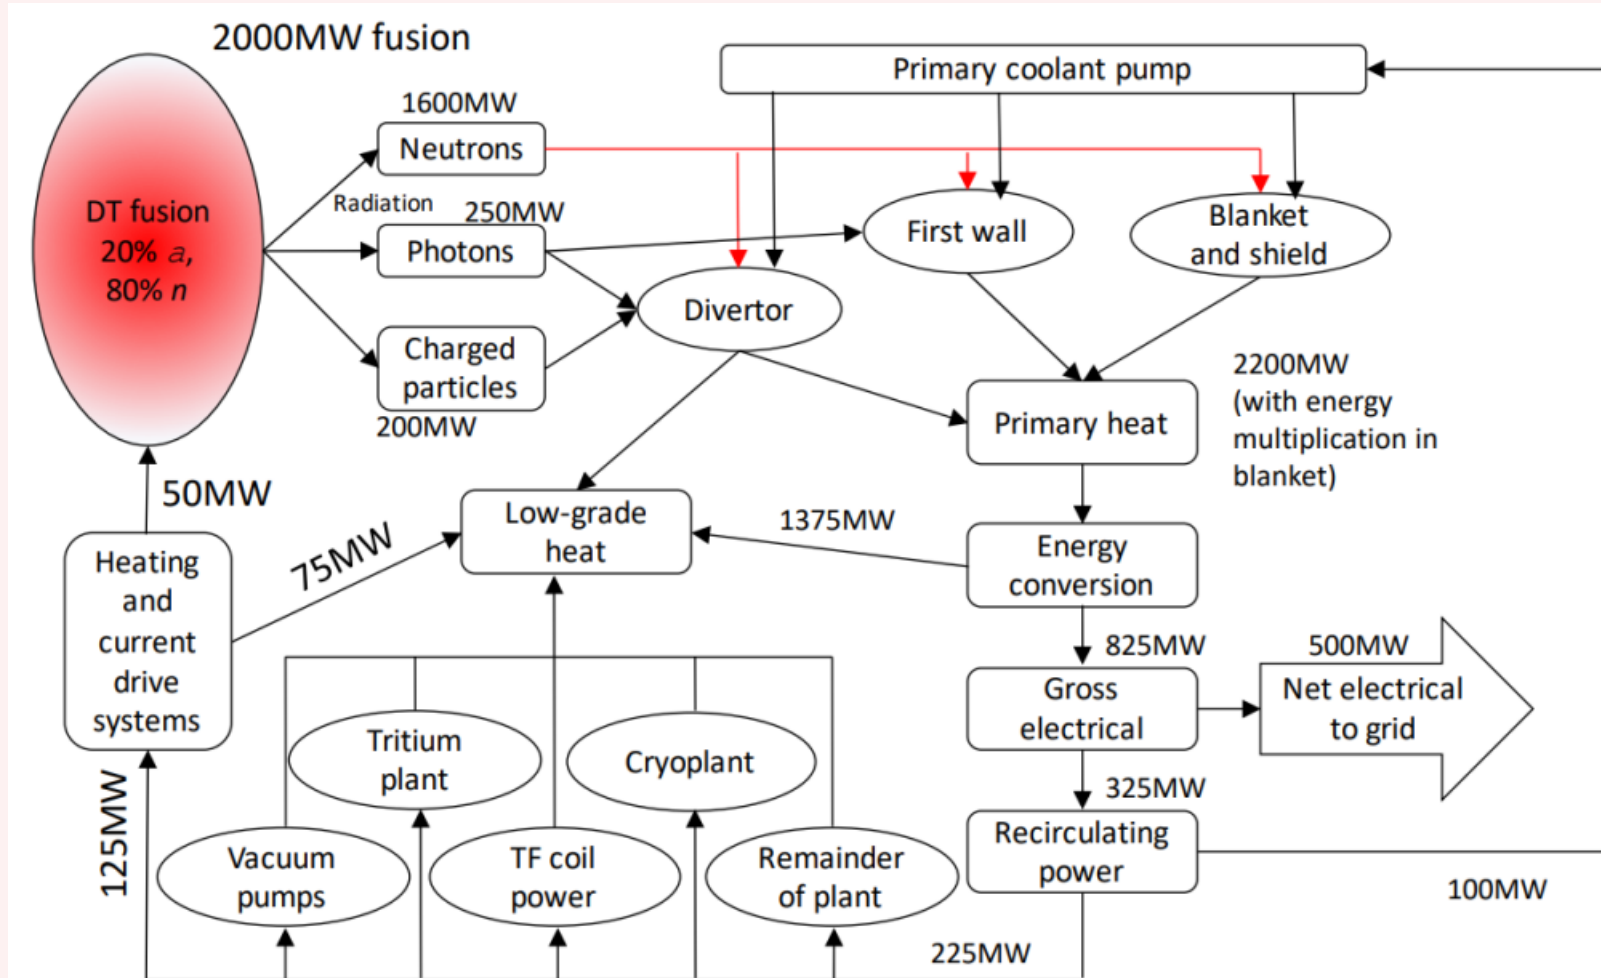 2000MW fusion
Primary coolant pump
1600MW
Neutrons
Radiation
250MW
Photons
DT fusion
20% a,
80% n
First wall
Blanket
and shield
Divertor
Charged
particles
200MW
2200MW
(with energy
multiplication in
blanket)
Primary heat
50MW
75MW
Low-grade
heat
1375MW
Energy
conversion
Heating
and
current
drive
systems
825MW
500MW
Gross
electrical
Net electrical
to grid
Tritium
plant
Cryoplant
325MW
125MW
Vacuum
pumps
TF coil
power
Remainder
of plant
Recirculating
power
100MW
225MW